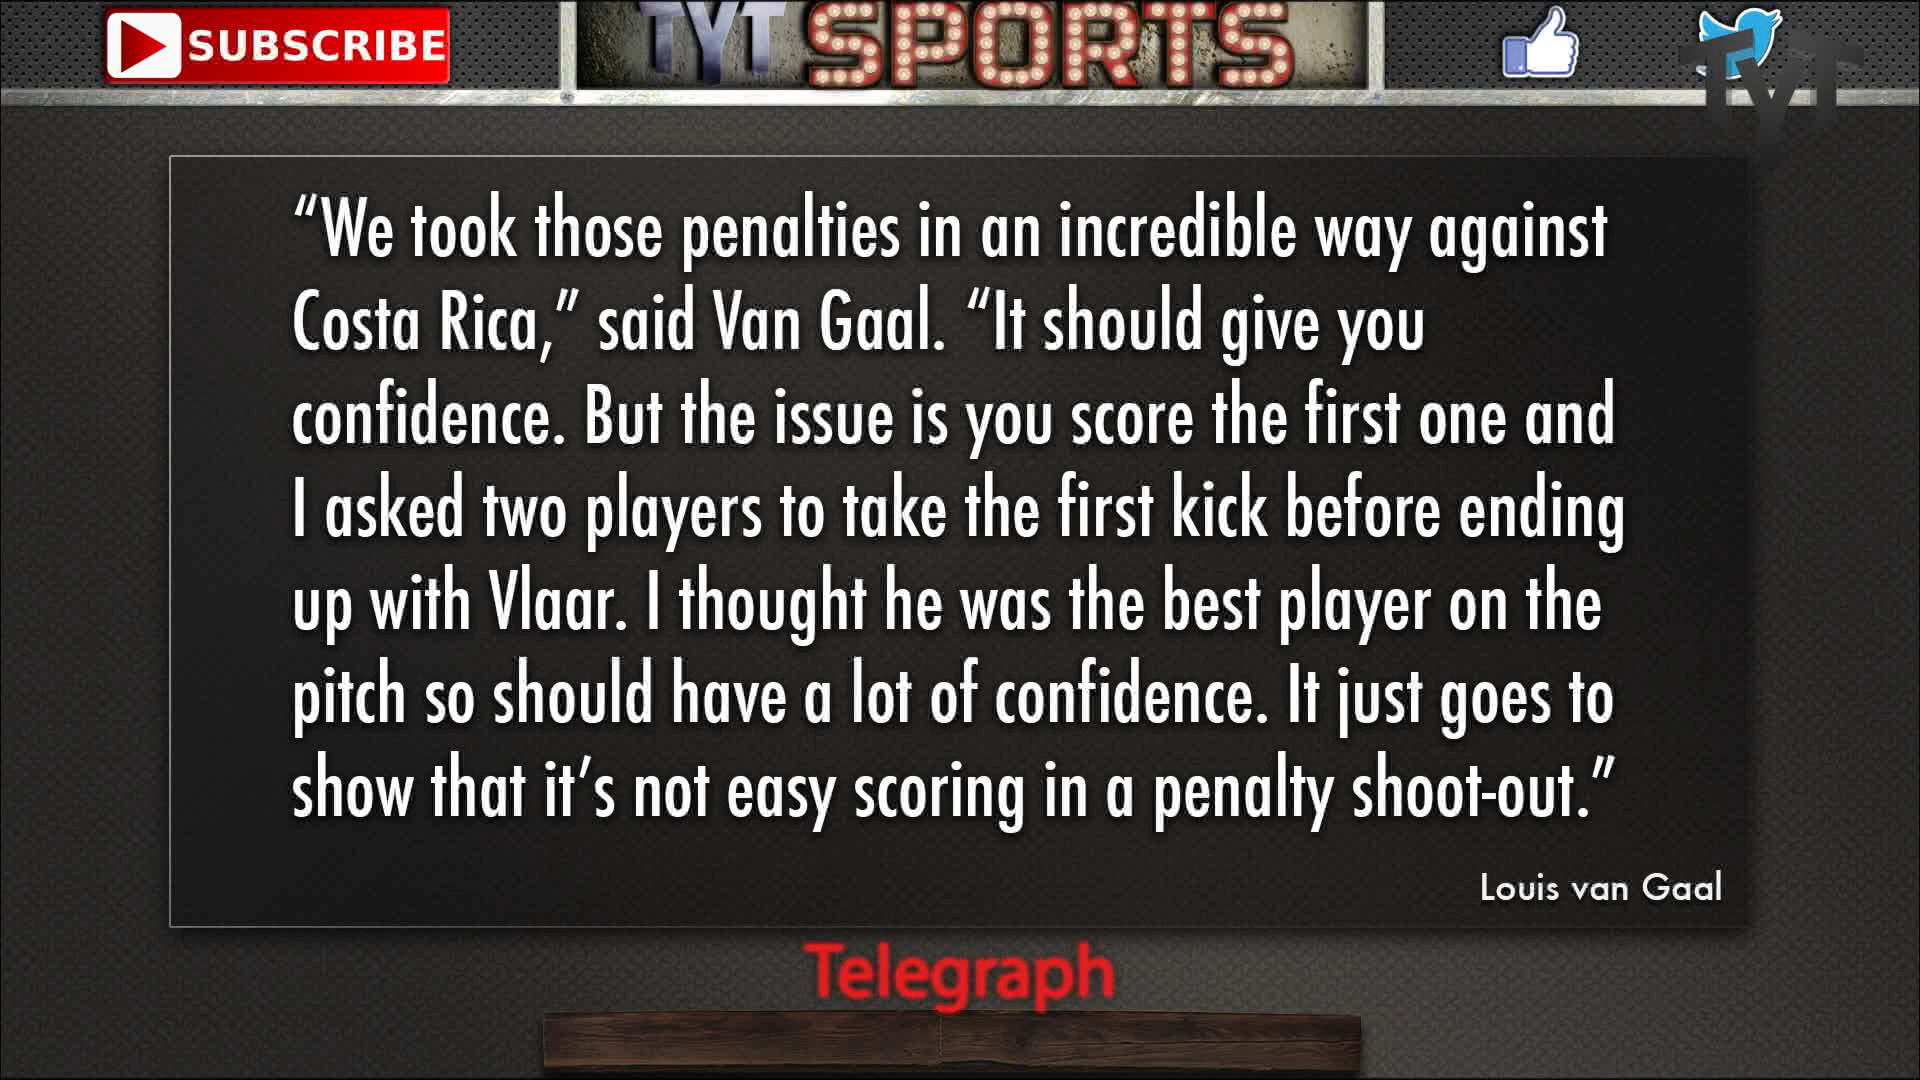 SUBSCRIBE
TYT SPORTS
TYT
“We took those penalties in an incredible way against
Costa Rica,” said Van Gaal. “It should give you
confidence. But the issue is you score the first one and
I asked two players to take the first kick before ending
up with Vlaar. I thought he was the best player on the
pitch so should have a lot of confidence. It just goes to
show that it’s not easy scoring in a penalty shoot-out.”
Louis van Gaal
Telegraph